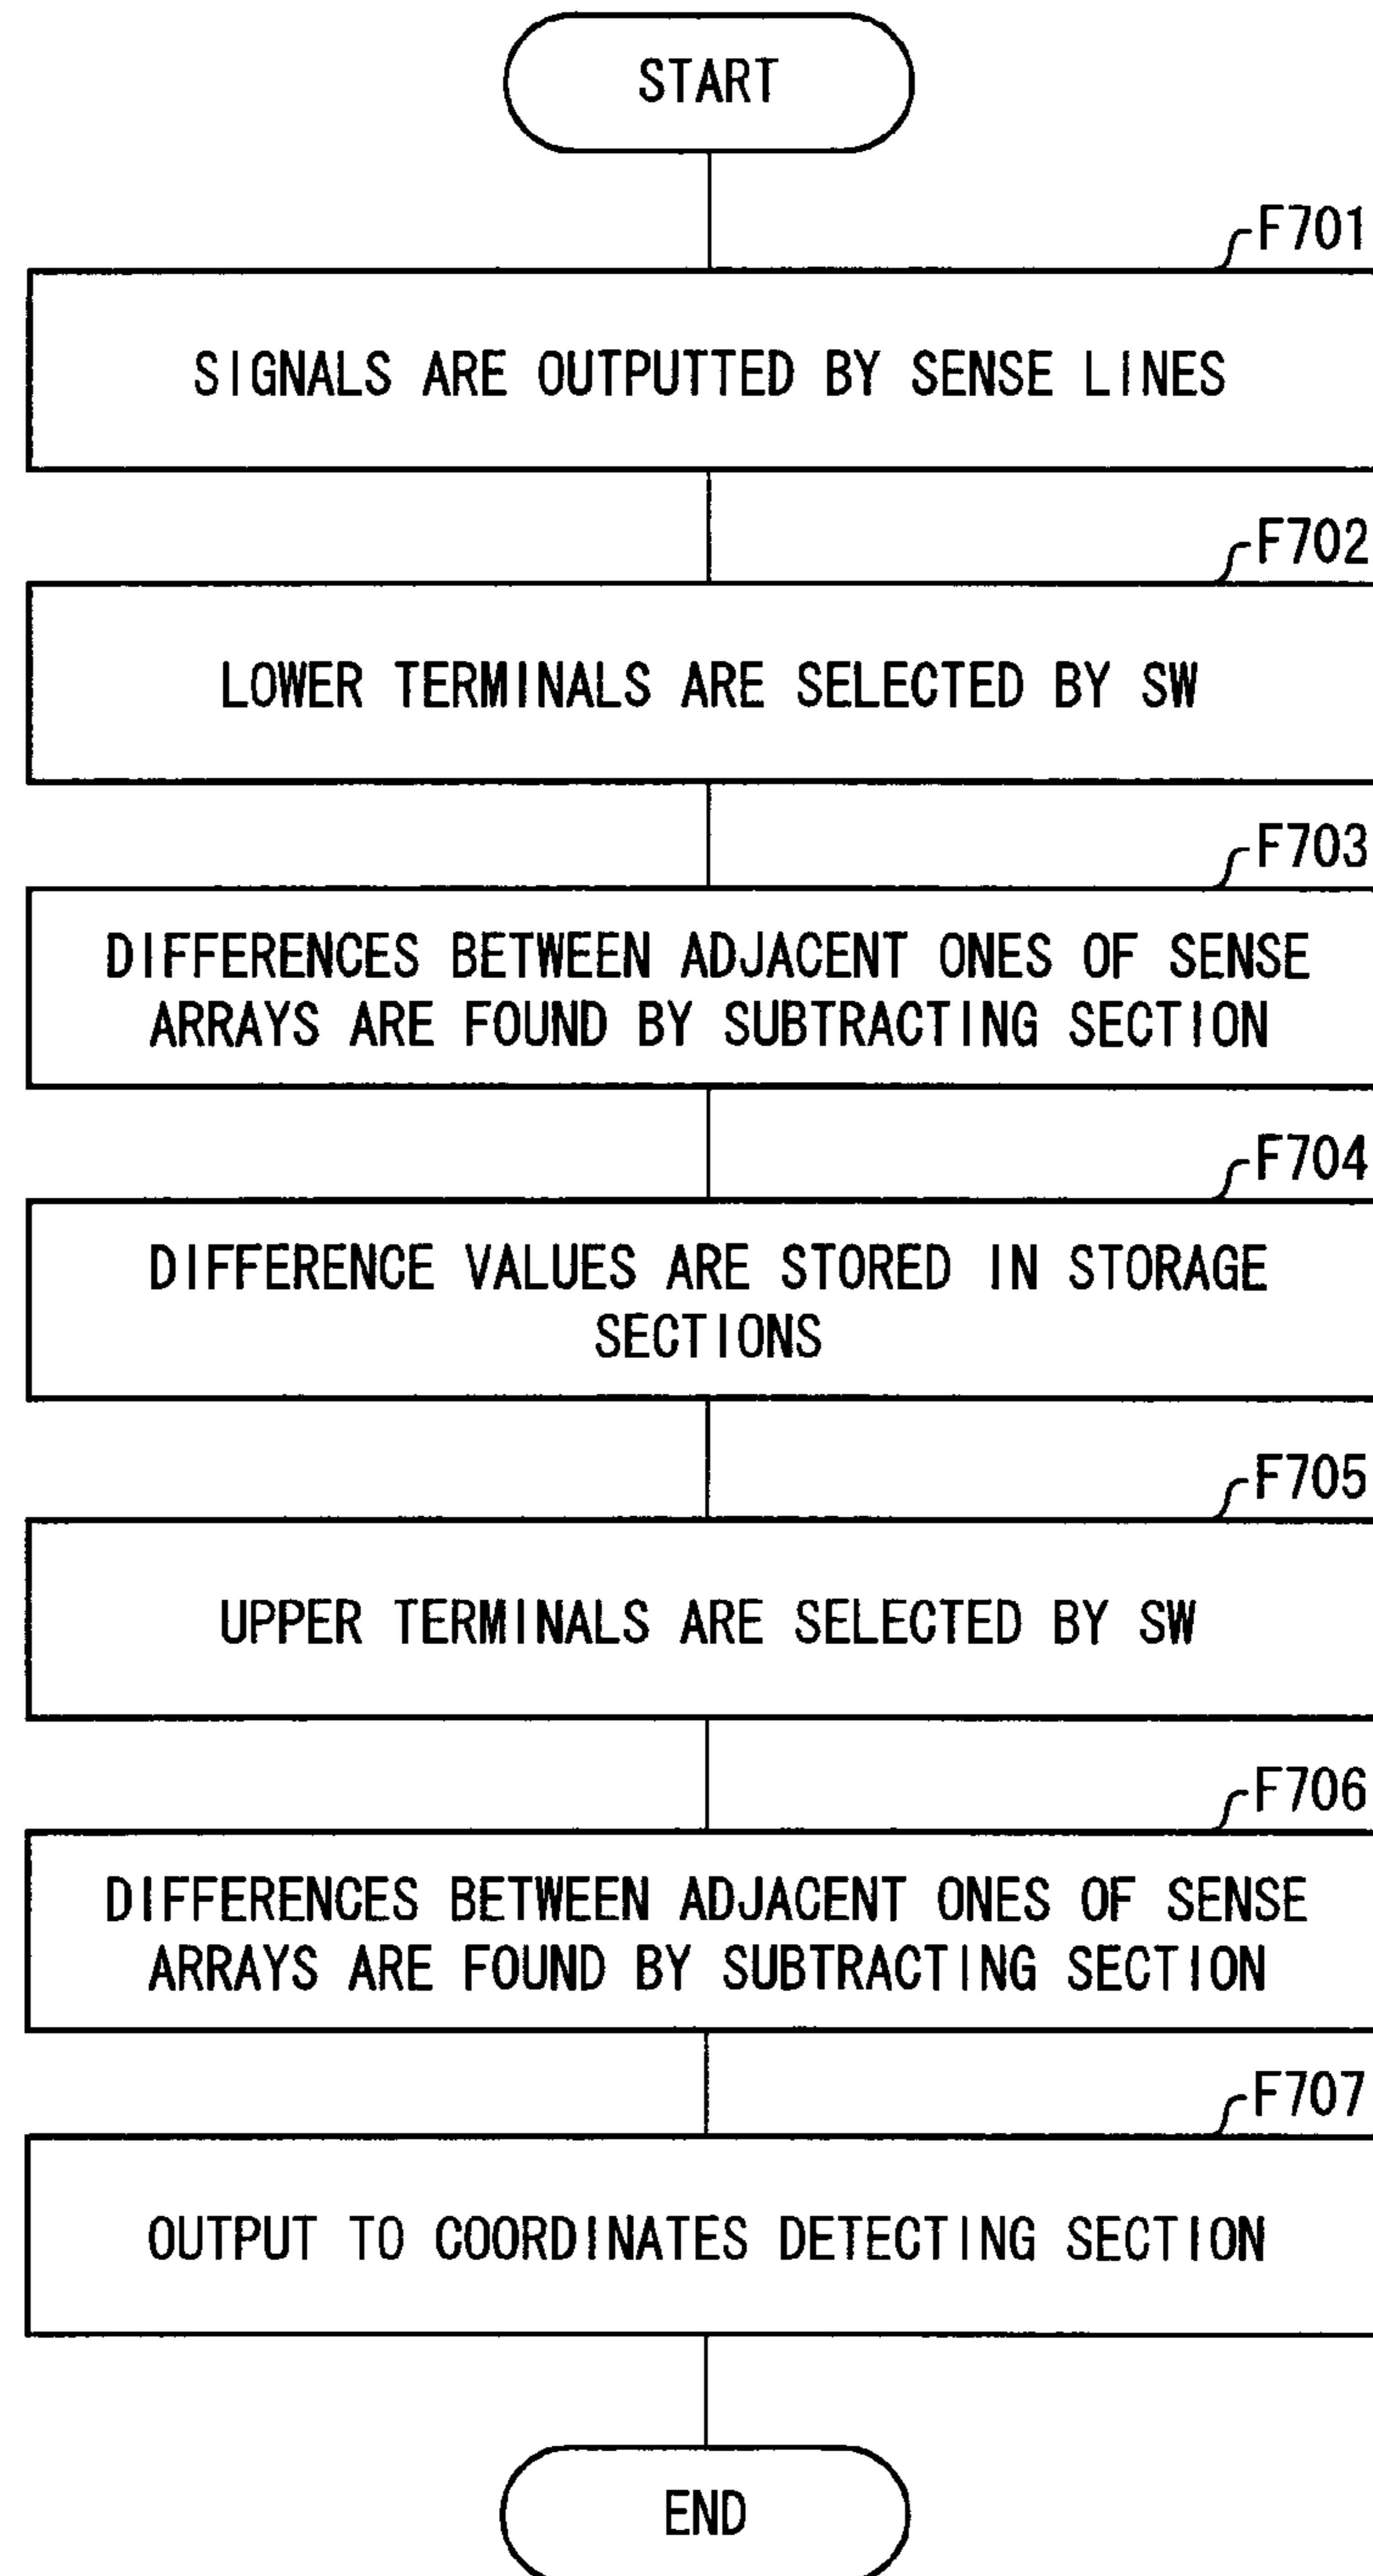 START
F701
SIGNALS ARE OUTPUTTED BY SENSE LINES
F702
LOWER TERMINALS ARE SELECTED BY SW
F703
DIFFERENCES BETWEEN ADJACENT ONES OF SENSE
ARRAYS ARE FOUND BY SUBTRACTING SECTION
F704
DIFFERENCE VALUES ARE STORED IN STORAGE
SECTIONS
F705
UPPER TERMINALS ARE SELECTED BY SW
F706
DIFFERENCES BETWEEN ADJACENT ONES OF SENSE
ARRAYS ARE FOUND BY SUBTRACTING SECTION
F707
OUTPUT TO COORDINATES DETECTING SECTION
END